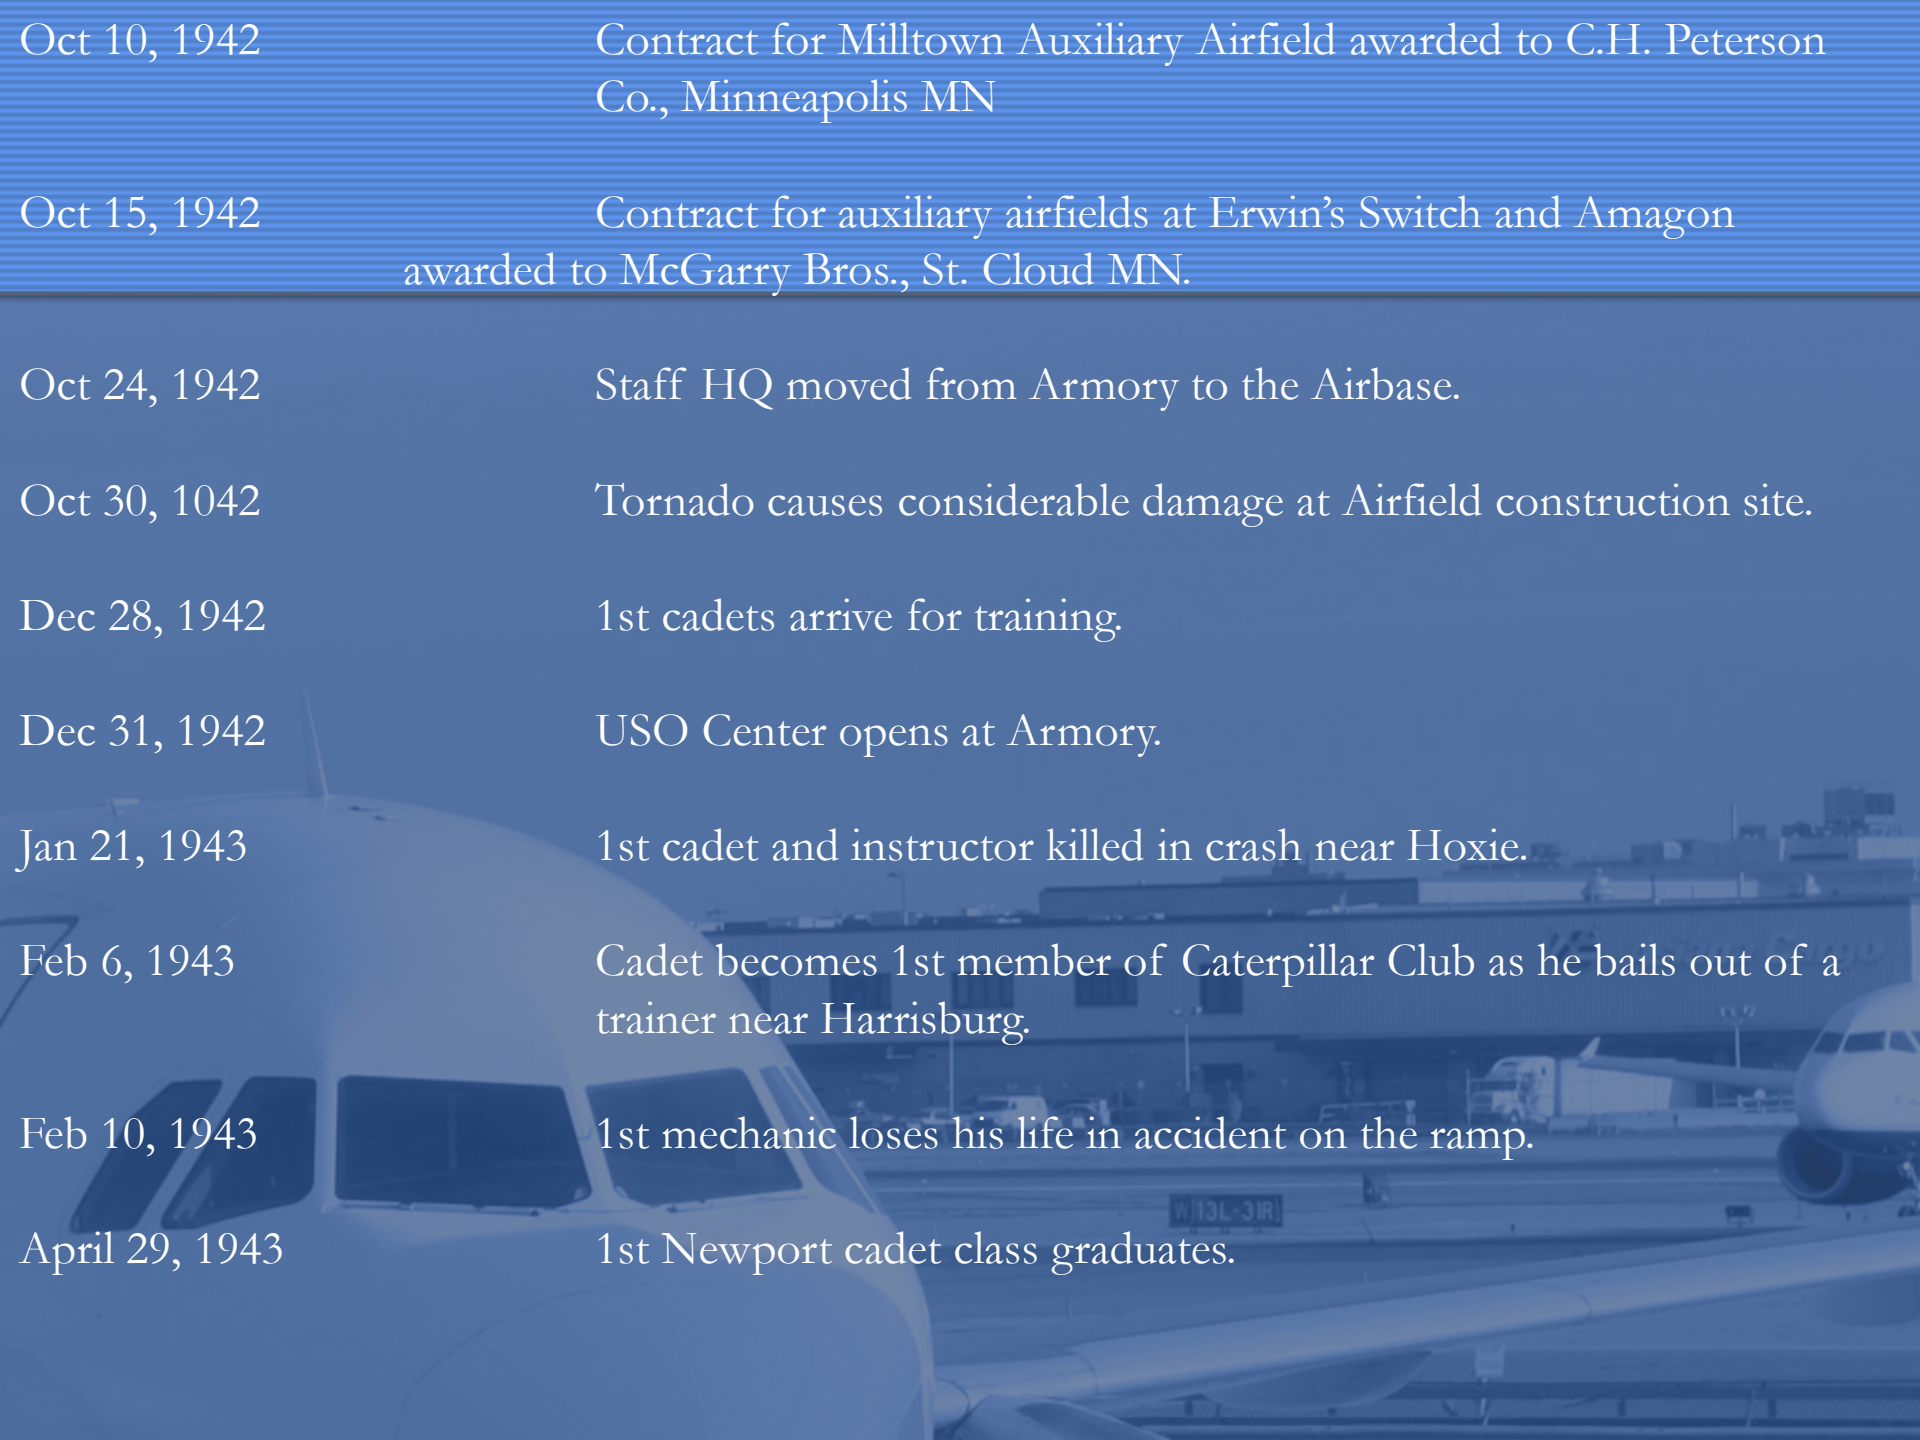 Oct 10, 1942 Contract for Milltown Auxiliary Airfield awarded to C.H. Peterson
Co., Minneapolis MN
Oct 15, 1942 Contract for auxiliary airfields at Erwin’s Switch and Amagon
awarded to McGarry Bros., St. Cloud MN.
Oct 24, 1942 Staff HQ moved from Armory to the Airbase.
Oct 30, 1042 Tornado causes considerable damage at Airfield construction site.
Dec 28, 1942 1st cadets arrive for training.
Dec 31, 1942 USO Center opens at Armory.
Jan 21, 1943 1st cadet and instructor killed in crash near Hoxie.
Feb 6, 1943 Cadet becomes 1st member of Caterpillar Club as he bails out of a
trainer near Harrisburg.
Feb 10, 1943 1st mechanic loses his life in accident on the ramp.
W 13L-31R
April 29, 1943 1st Newport cadet class graduates.